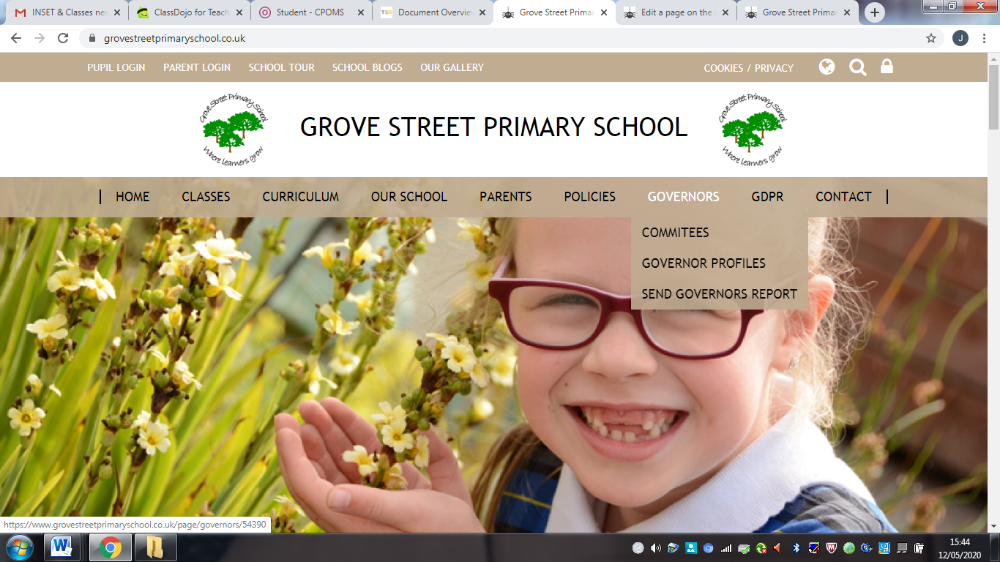 INSET & Classes nex
ClassDojo for Teach
Student - CPOMS
Document Overview
Grove Street Primar
Edit a page on the
Grove Street Primar
grovestreetprimaryschool.co.uk
J
PUPIL LOGIN
PARENT LOGIN
SCHOOL TOUR
SCHOOL BLOGS
OUR GALLERY
COOKIES / PRIVACY
Grove Street Primary School
Where learners grow
GROVE STREET PRIMARY SCHOOL
Grove Street Primary School
Where learners grow
HOME
CLASSES
CURRICULUM
OUR SCHOOL
PARENTS
POLICIES
GOVERNORS
GDPR
CONTACT
COMMITEES
GOVERNOR PROFILES
SEND GOVERNORS REPORT
https://www.grovestreetprimaryschool.co.uk/page/governors/54390
15:44
12/05/2020